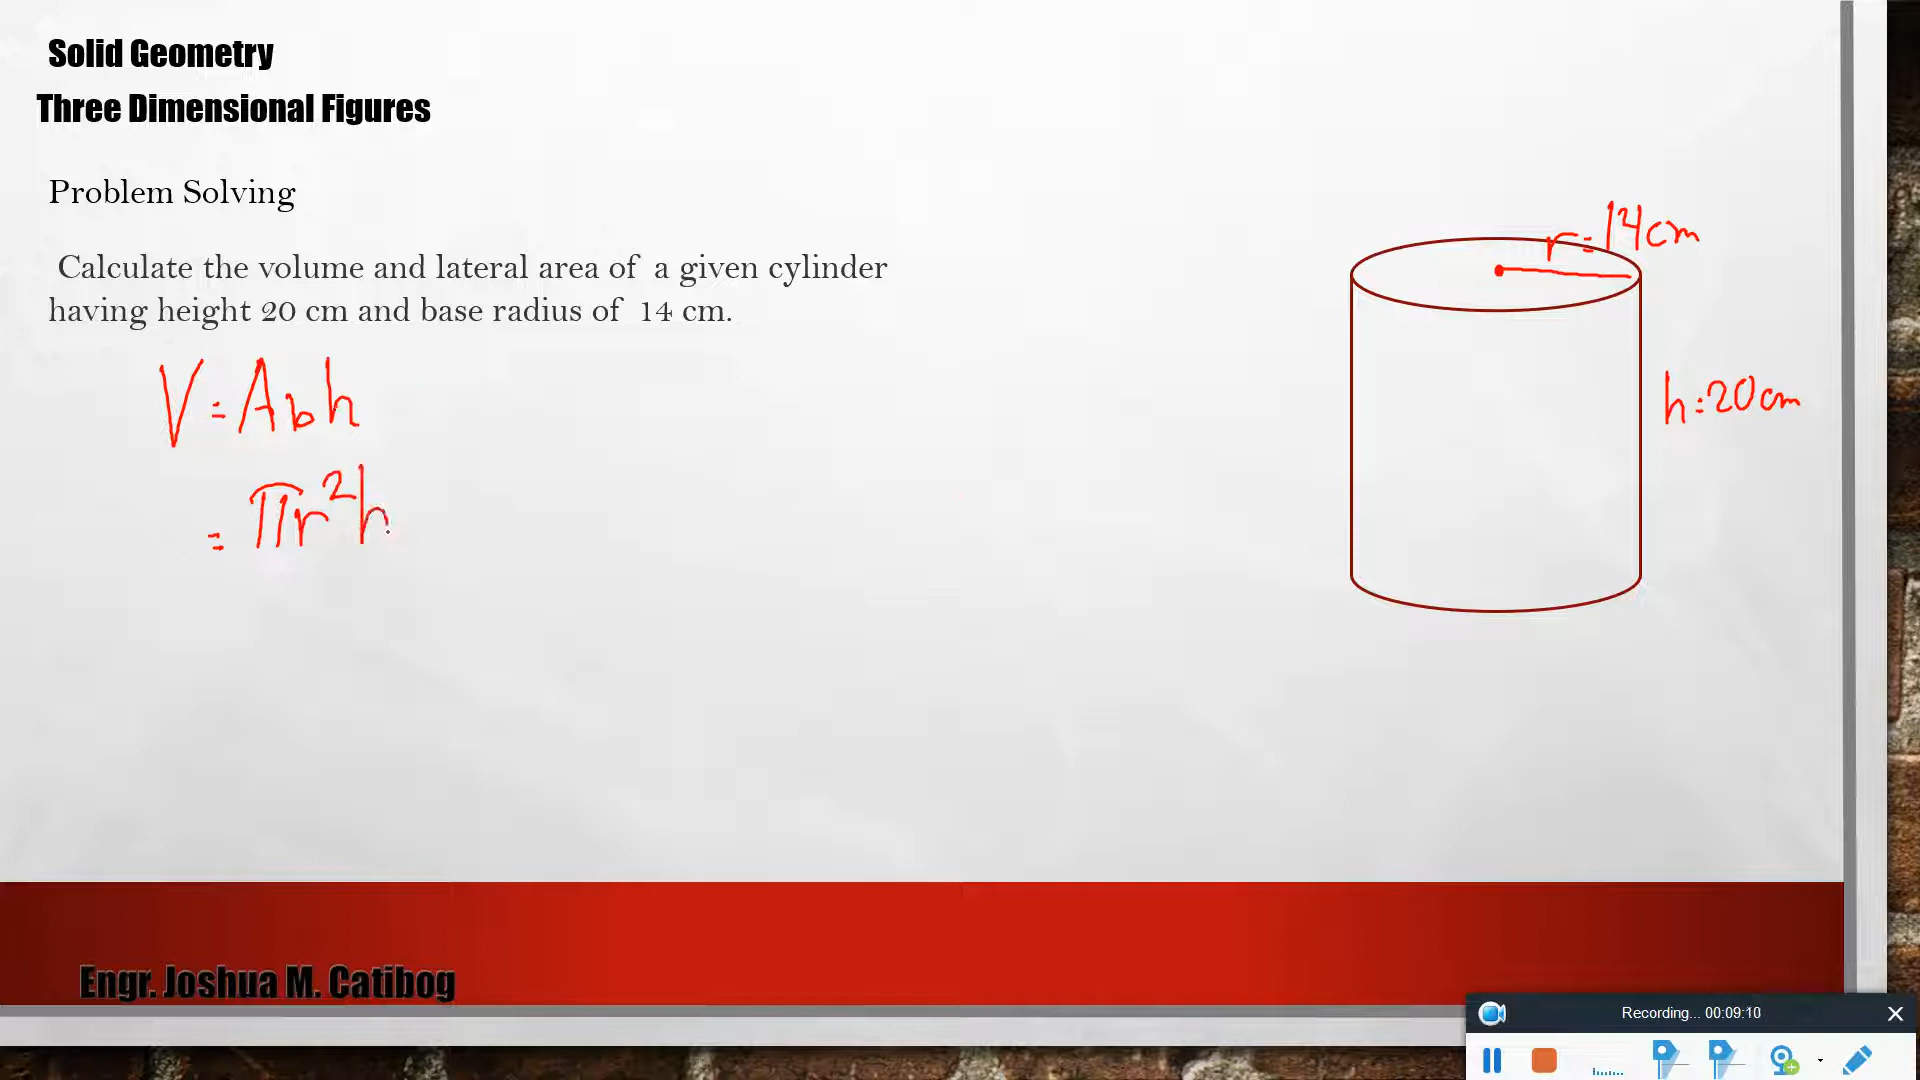 Solid Geometry
Three Dimensional Figures
Problem Solving
Calculate the volume and lateral area of a given cylinder
having height 20 cm and base radius of 14 cm.
r=14cm
h=20cm
V=Abh
=πr²h
Engr. Joshua M. Catibog
Recording... 00:09:10